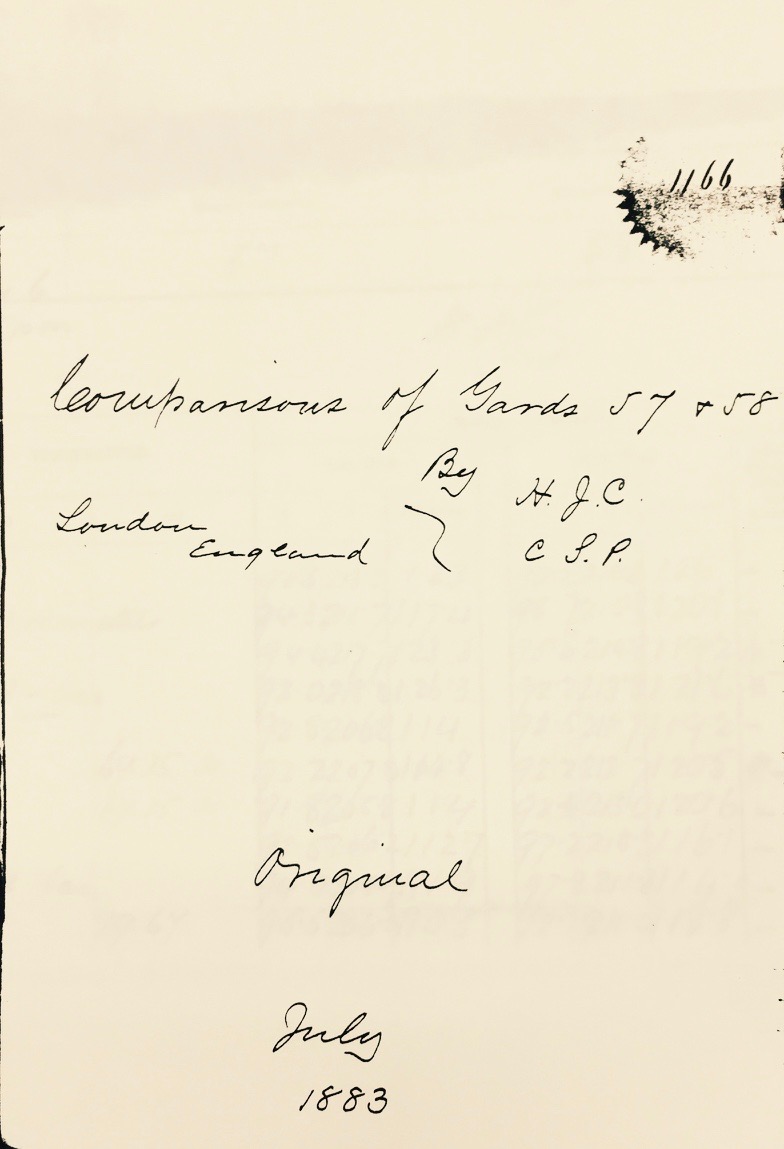 1166
Comparisons of Yards 57 & 58
By H. J. C.
London
England } C. S. P.
Original
July
1883